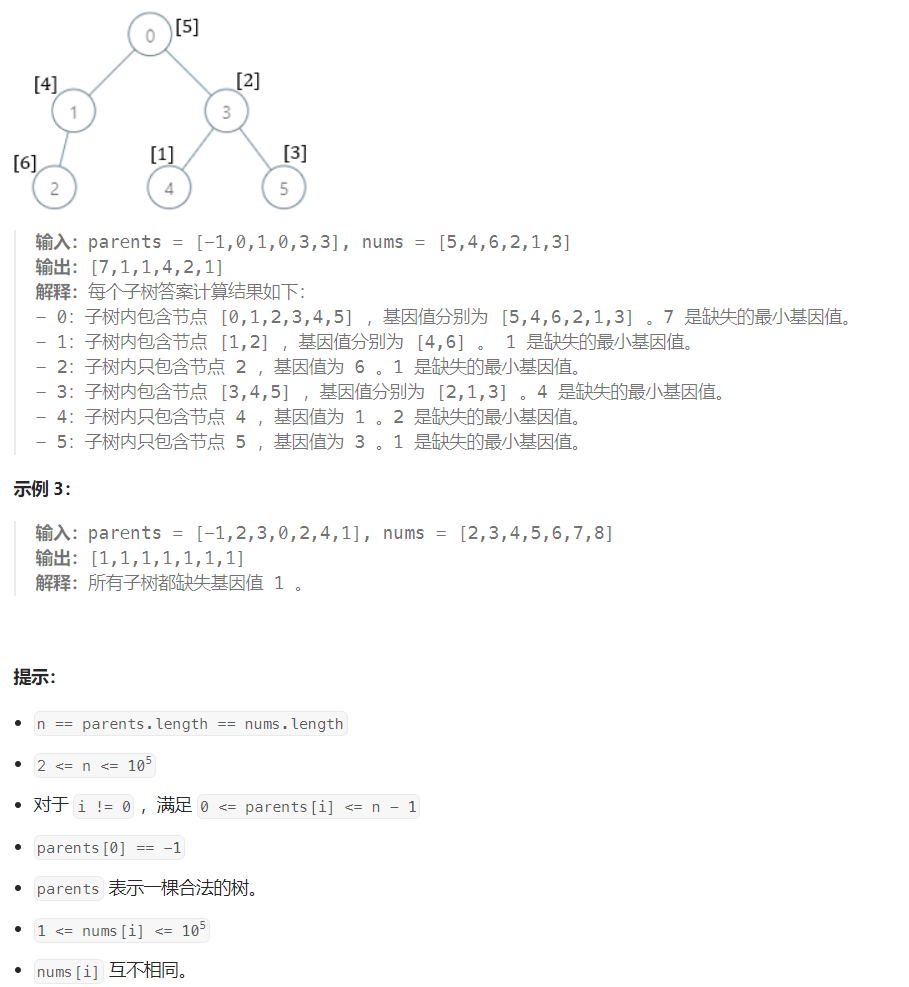 [5]
0
[4]
[2]
1
3
[6]
[1]
[3]
2
4
5
输入：parents = [-1,0,1,0,3,3], nums = [5,4,6,2,1,3]
输出：[7,1,1,4,2,1]
解释：每个子树答案计算结果如下：
- 0：子树内包含节点 [0,1,2,3,4,5] ，基因值分别为 [5,4,6,2,1,3] 。7 是缺失的最小基因值。
- 1：子树内包含节点 [1,2] ，基因值分别为 [4,6] 。 1 是缺失的最小基因值。
- 2：子树内只包含节点 2 ，基因值为 6 。1 是缺失的最小基因值。
- 3：子树内包含节点 [3,4,5] ，基因值分别为 [2,1,3] 。4 是缺失的最小基因值。
- 4：子树内只包含节点 4 ，基因值为 1 。2 是缺失的最小基因值。
- 5：子树内只包含节点 5 ，基因值为 3 。1 是缺失的最小基因值。
示例 3：
输入：parents = [-1,2,3,0,2,4,1], nums = [2,3,4,5,6,7,8]
输出：[1,1,1,1,1,1,1]
解释：所有子树都缺失基因值 1 。
提示：
• n == parents.length == nums.length
• 2 <= n <= 10⁵
• 对于 i != 0 ，满足 0 <= parents[i] <= n - 1
• parents[0] == -1
• parents 表示一棵合法的树。
• 1 <= nums[i] <= 10⁵
• nums[i] 互不相同。